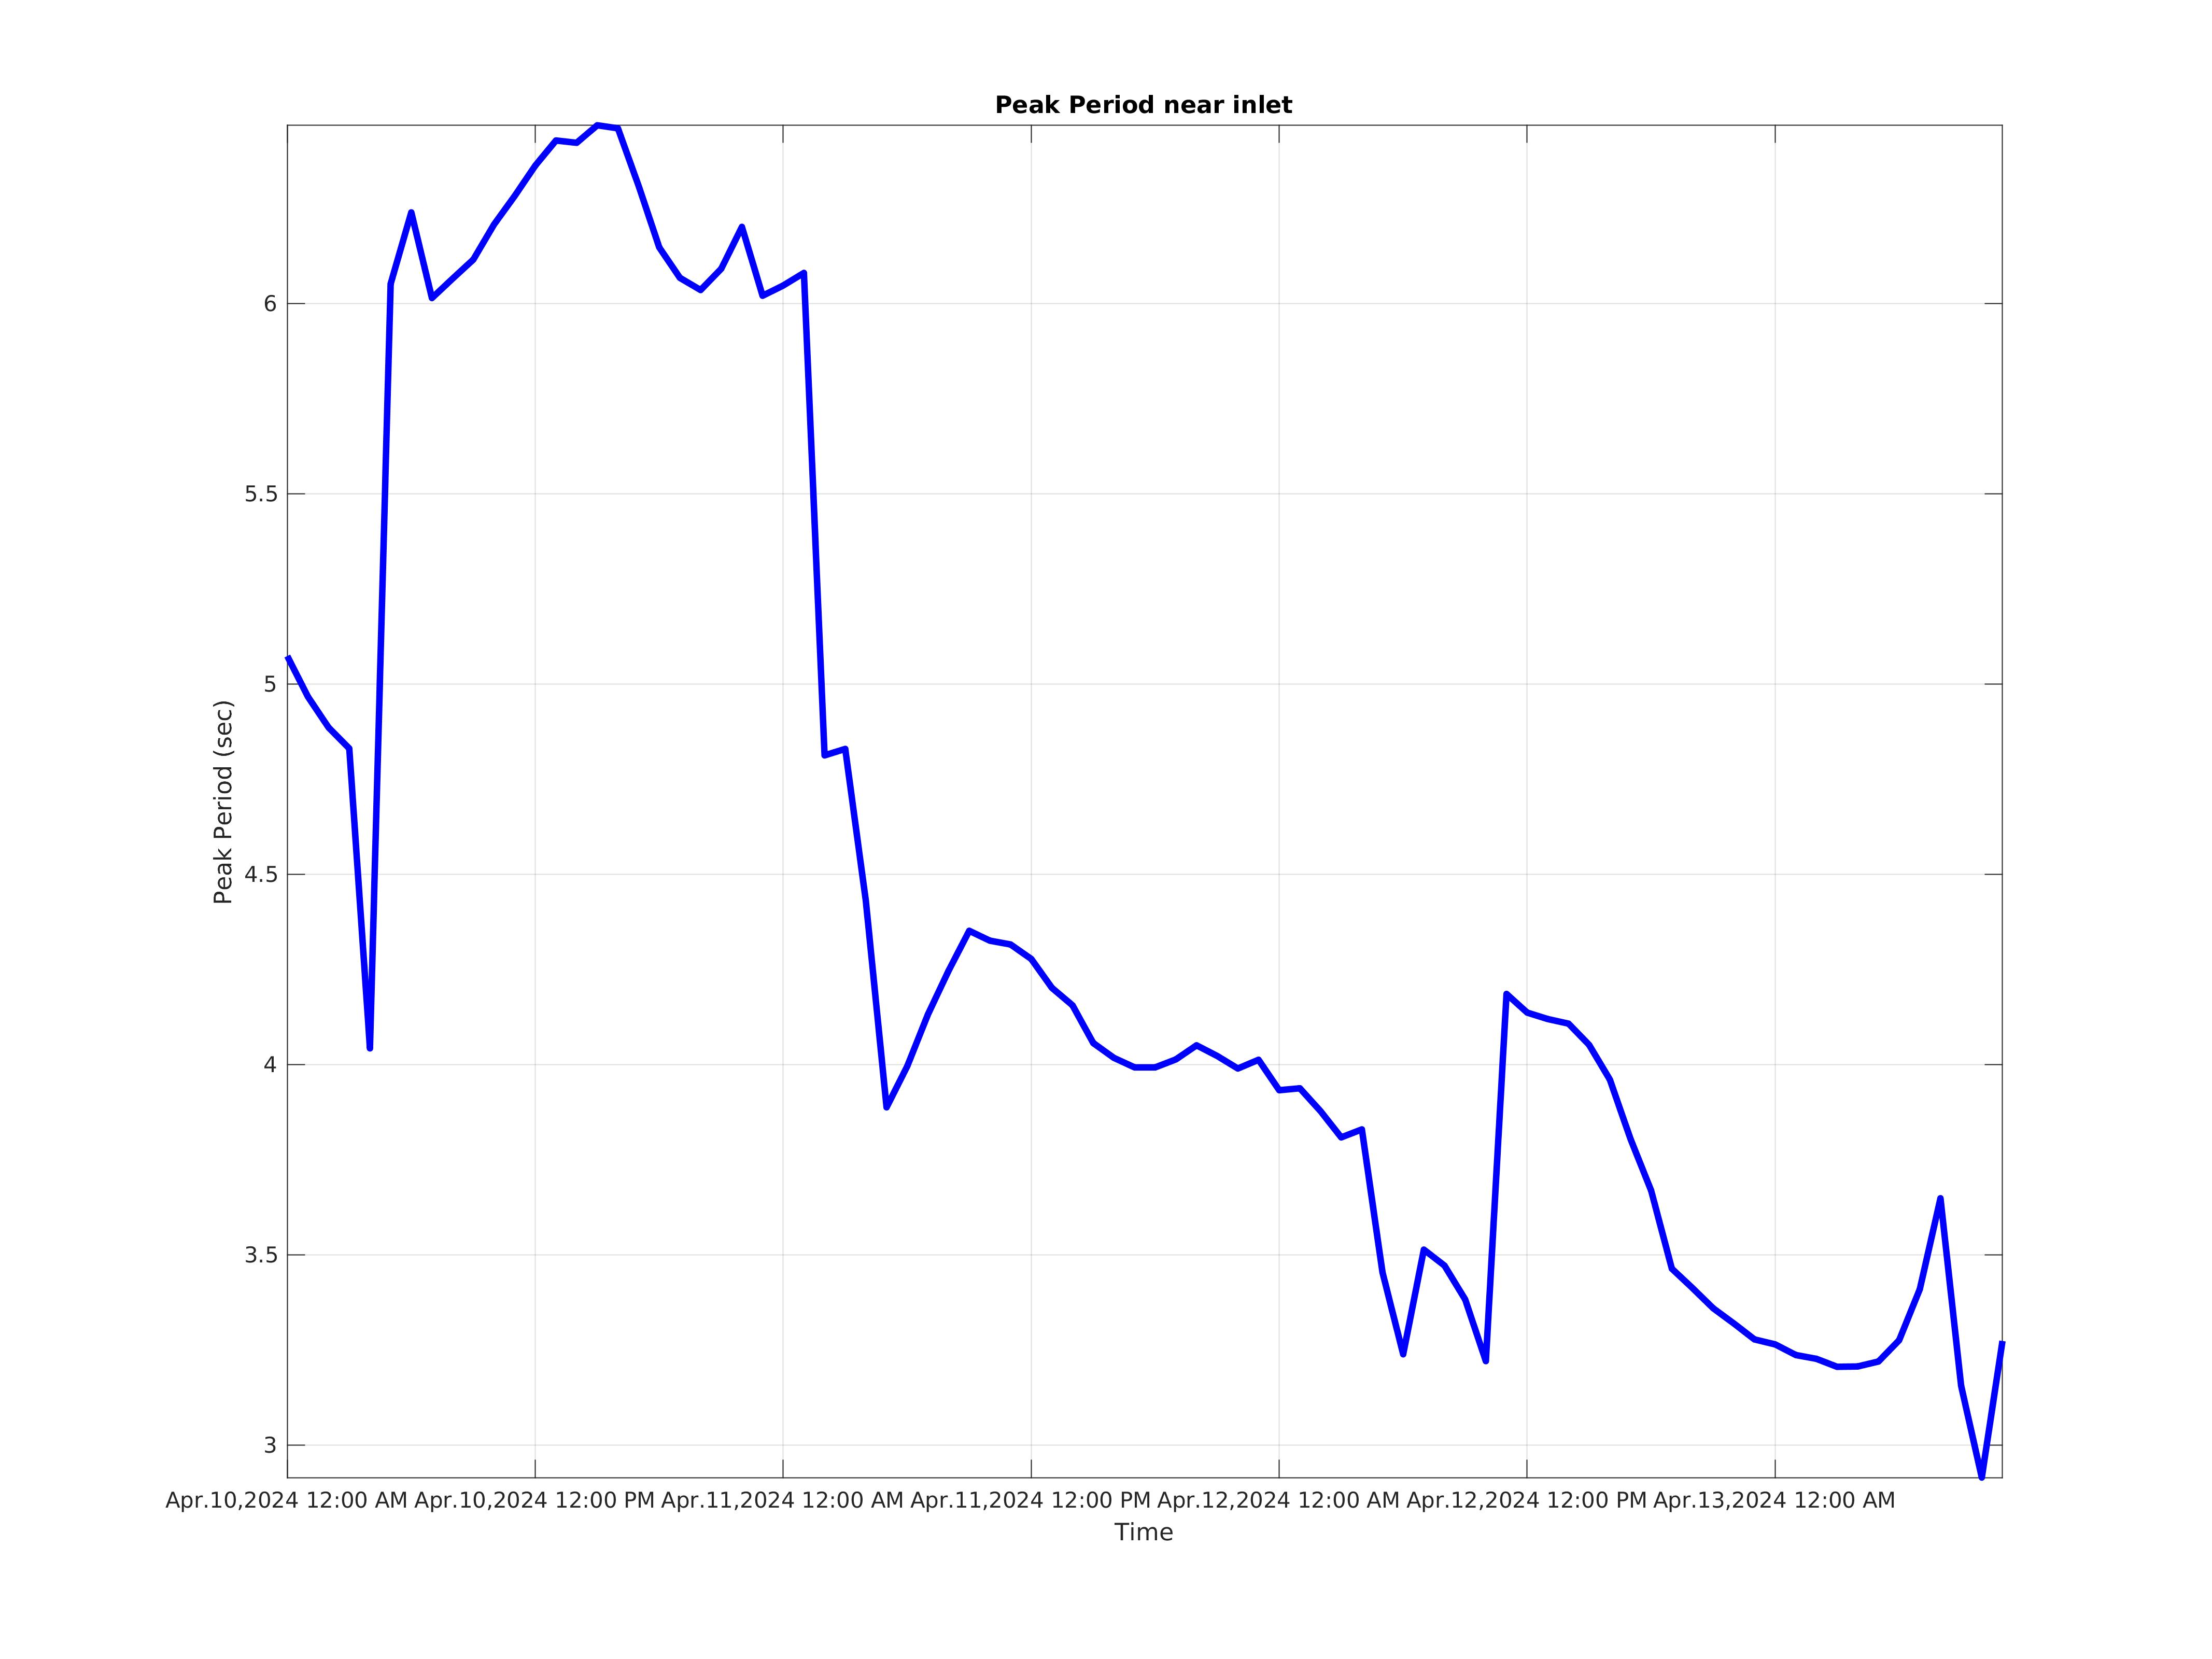 Peak Period near inlet
6
5.5
5
4.5
4
3.5
3
Peak Period (sec)
Apr.10,2024 12:00 AM Apr.10,2024 12:00 PM Apr.11,2024 12:00 AM Apr.11,2024 12:00 PM Apr.12,2024 12:00 AM Apr.12,2024 12:00 PM Apr.13,2024 12:00 AM
Time